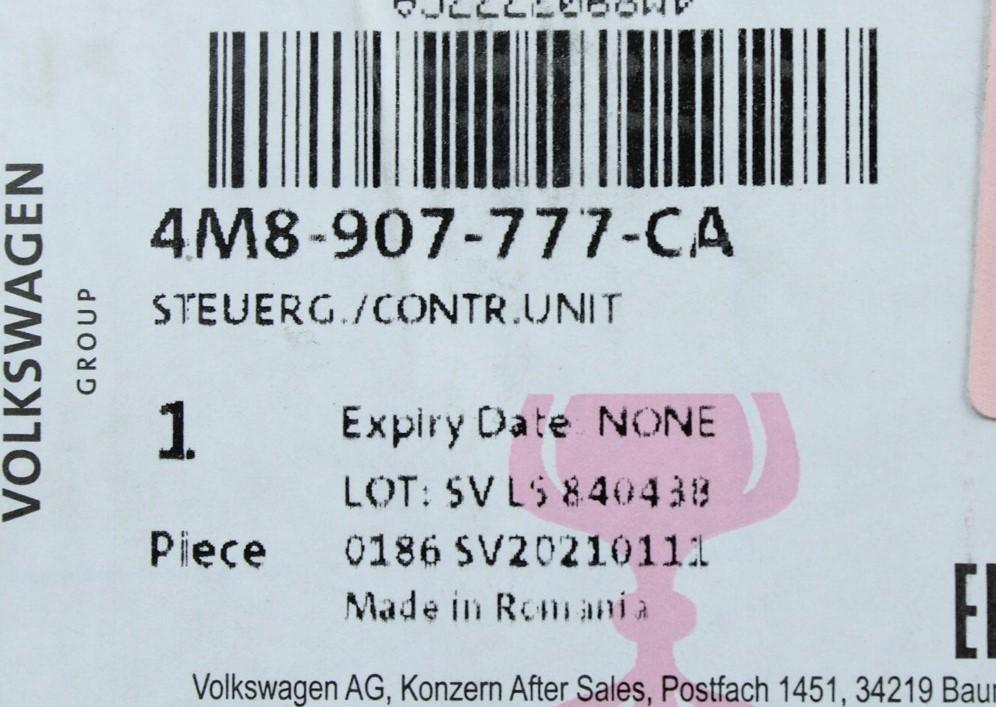 4M8907777CA
4M8-907-777-CA
STEUERG./CONTR.UNIT
1
Expiry Date: NONE
LOT: SV LS 840438
Piece
0186 SV20210111
Made in Romania
Volkswagen AG, Konzern After Sales, Postfach 1451, 34219
VOLKSWAGEN
GROUP